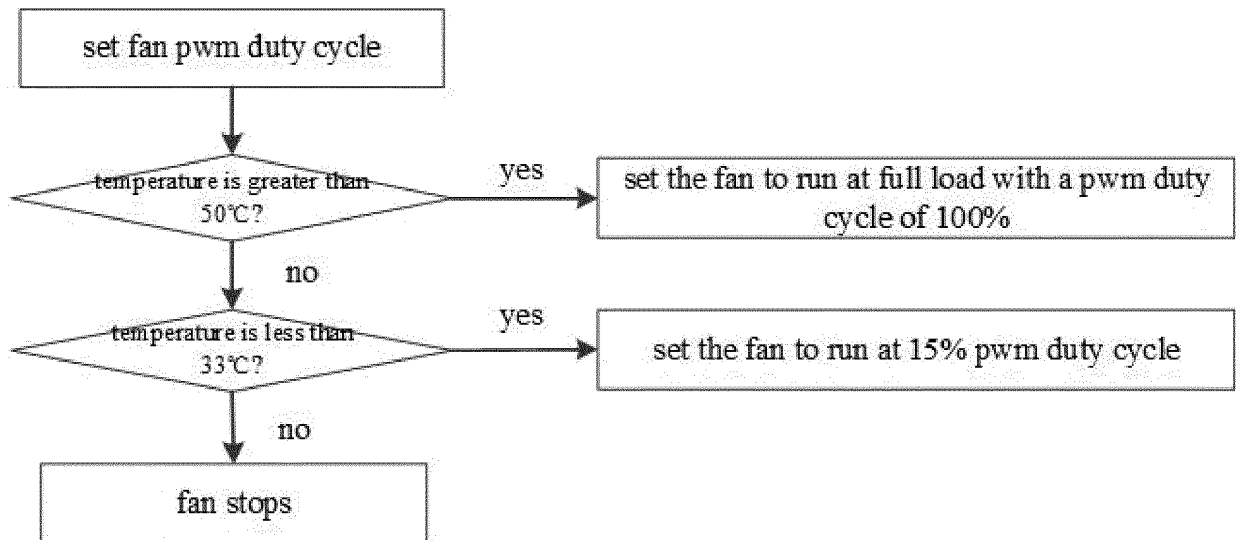 set fan pwm duty cycle
temperature is greater than
50℃?
yes
set the fan to run at full load with a pwm duty
cycle of 100%
no
temperature is less than
33℃?
yes
set the fan to run at 15% pwm duty cycle
no
fan stops